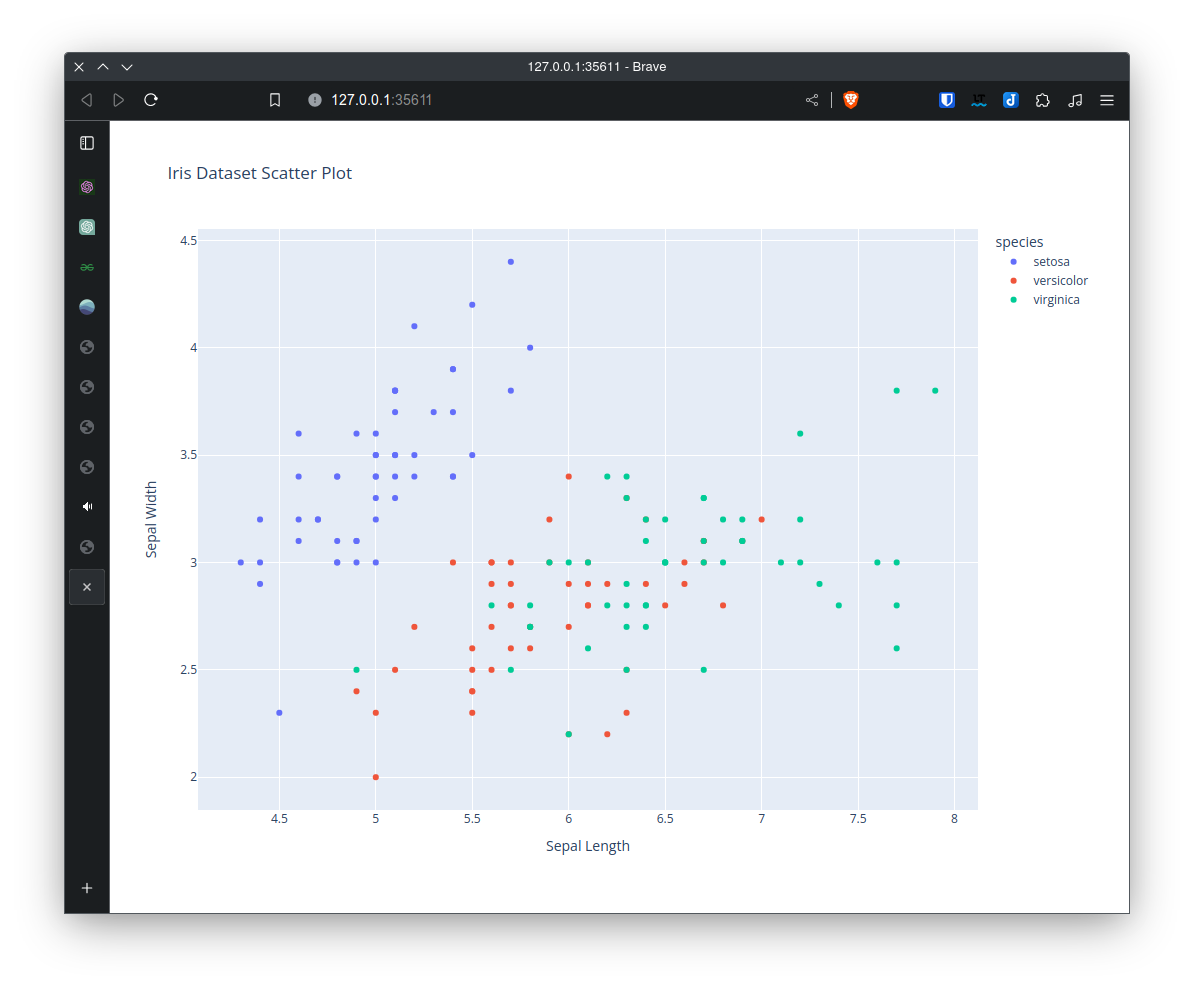 127.0.0.1:35611 - Brave
127.0.0.1:35611
Iris Dataset Scatter Plot
species
setosa
versicolor
virginica
4.5
4
3.5
3
2.5
2
Sepal Width
4.5 5 5.5 6 6.5 7 7.5 8
Sepal Length